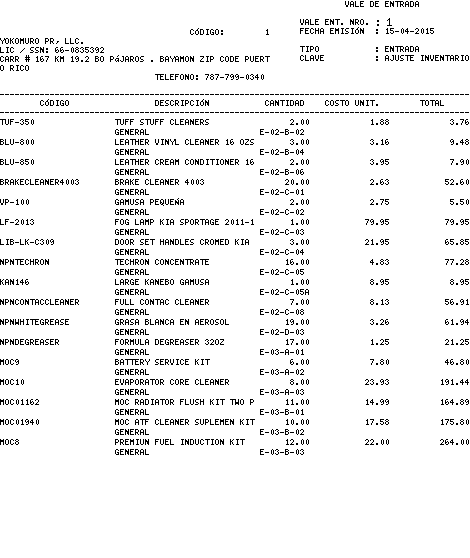 VALE DE ENTRADA
VALE ENT. NRO. : 1
CÓDIGO: 1 FECHA EMISIÓN : 15-04-2015
YOKOMURO PR, LLC.
LIC / SSN: 66-0835392 TIPO : ENTRADA
CARR # 167 KM 19.2 BO PÁJAROS . BAYAMON ZIP CODE PUERT CLAVE : AJUSTE INVENTARIO
O RICO
TELEFONO: 787-799-0340
CÓDIGO DESCRIPCIÓN CANTIDAD COSTO UNIT. TOTAL
TUF-350 TUFF STUFF CLEANERS 2.00 1.88 3.76
GENERAL E-02-B-02
BLU-800 LEATHER VINYL CLEANER 16 OZS 3.00 3.16 9.48
GENERAL E-02-B-04
BLU-850 LEATHER CREAM CONDITIONER 16 2.00 3.95 7.90
GENERAL E-02-B-06
BRAKECLEANER4003 BRAKE CLEANER 4003 20.00 2.63 52.60
GENERAL E-02-C-01
VP-100 GAMUSA PEQUEÑA 2.00 2.75 5.50
GENERAL E-02-C-02
LF-2013 FOG LAMP KIA SPORTAGE 2011-1 1.00 79.95 79.95
GENERAL E-02-C-03
LIB-LK-C309 DOOR SET HANDLES CROMED KIA 3.00 21.95 65.85
GENERAL E-02-C-04
NPNTECHRON TECHRON CONCENTRATE 16.00 4.83 77.28
GENERAL E-02-C-05
KAN146 LARGE KANEBO GAMUSA 1.00 8.95 8.95
GENERAL E-02-C-05A
NPNCONTACCLEANER FULL CONTAC CLEANER 7.00 8.13 56.91
GENERAL E-02-C-08
NPNWHITEGREASE GRASA BLANCA EN AEROSOL 19.00 3.26 61.94
GENERAL E-02-D-03
NPNDEGREASER FORMULA DEGREASER 32OZ 17.00 1.25 21.25
GENERAL E-03-A-01
MOC9 BATTERY SERVICE KIT 6.00 7.80 46.80
GENERAL E-03-A-02
MOC10 EVAPORATOR CORE CLEANER 8.00 23.93 191.44
GENERAL E-03-A-03
MOC01162 MOC RADIATOR FLUSH KIT TWO P 11.00 14.99 164.89
GENERAL E-03-B-01
MOC01940 MOC ATF CLEANER SUPLEMEN KIT 10.00 17.58 175.80
GENERAL E-03-B-02
MOC8 PREMIUN FUEL INDUCTION KIT 12.00 22.00 264.00
GENERAL E-03-B-03